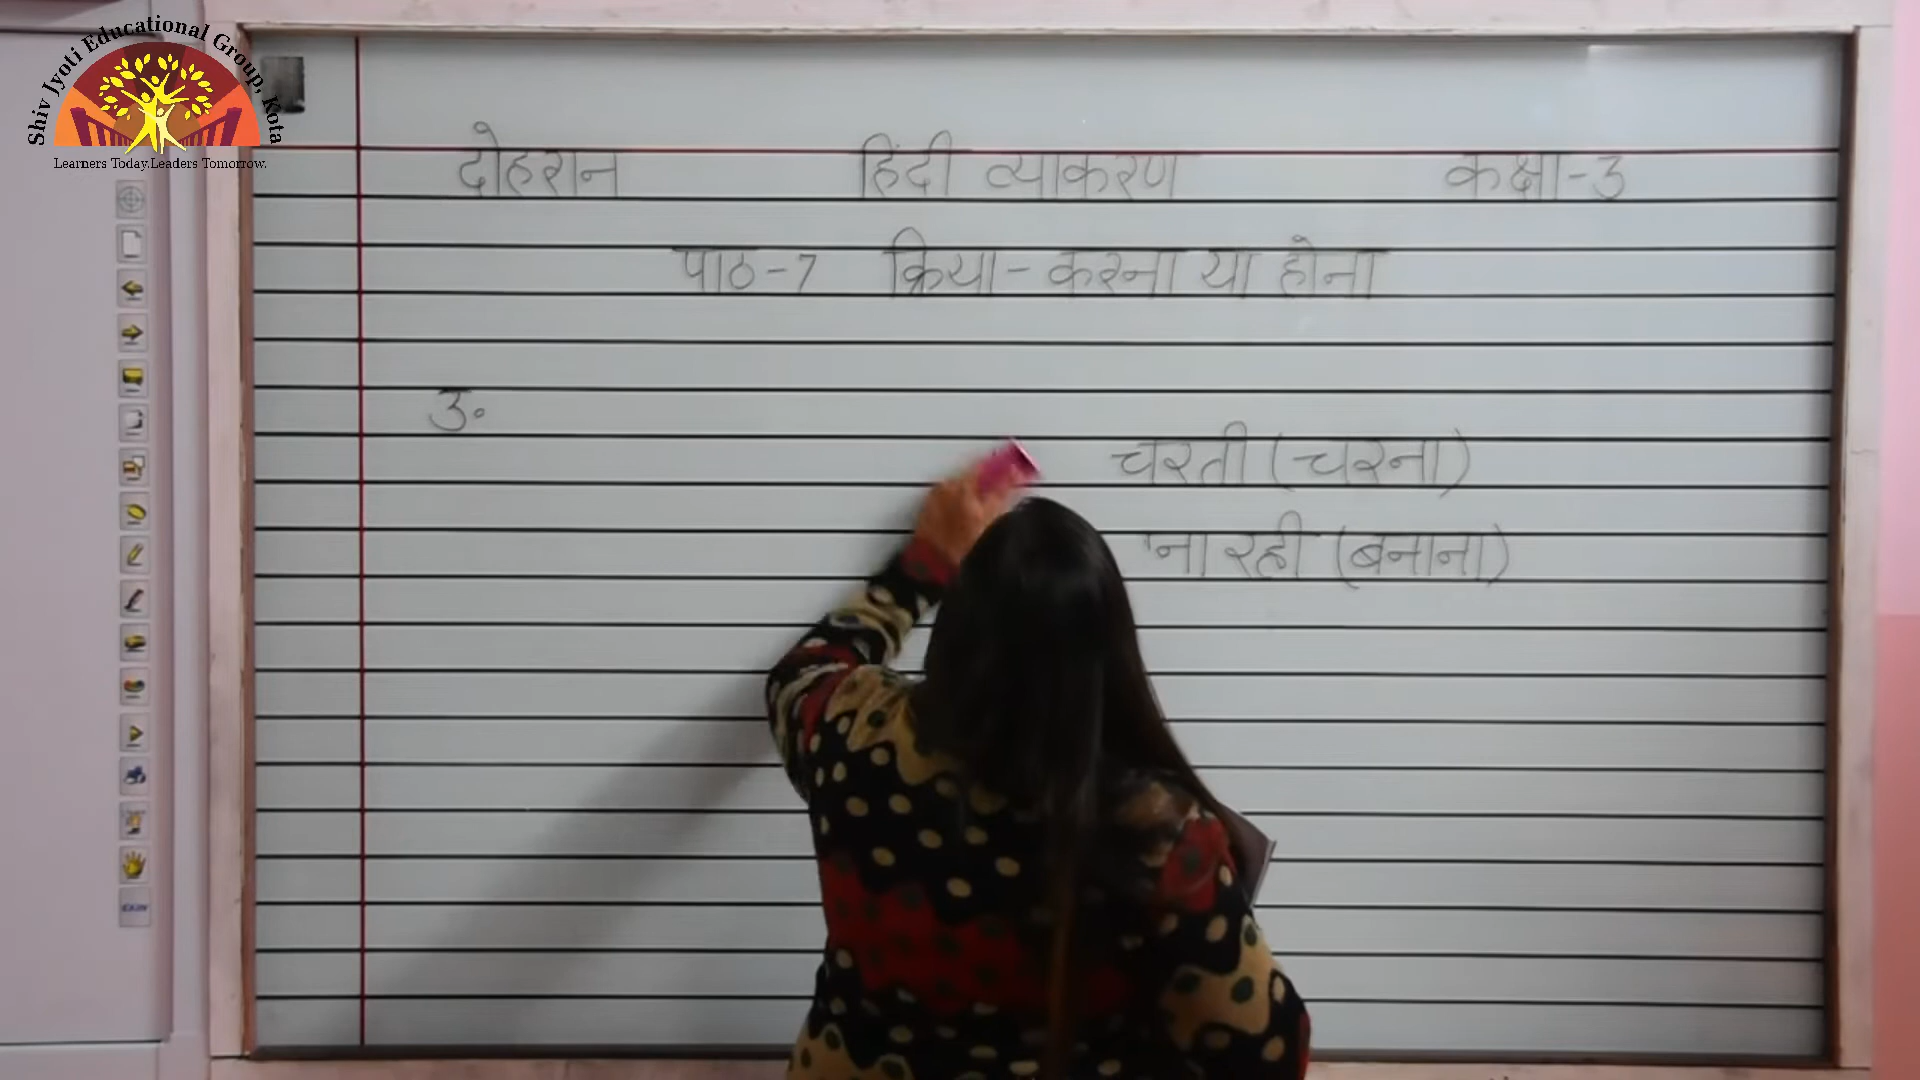 Shiv Jyoti Educational Group, Kota
Learners Today.Leaders Tomorrow.
दोहरान हिंदी व्याकरण कक्षा-3
पाठ-7 क्रिया- करना या होना
3.
चरती (चरना)
ना रही (बनाना)